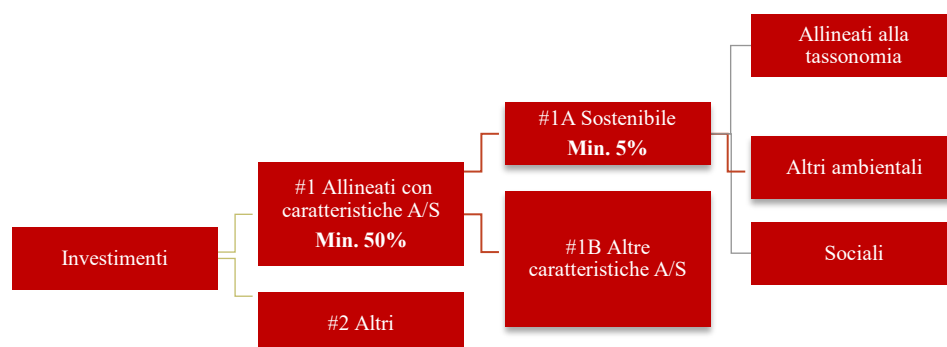 Investimenti
#1 Allineati con
caratteristiche A/S
Min. 50%
#2 Altri
#1A Sostenibile
Min. 5%
#1B Altre
caratteristiche A/S
Allineati alla
tassonomia
Altri ambientali
Sociali